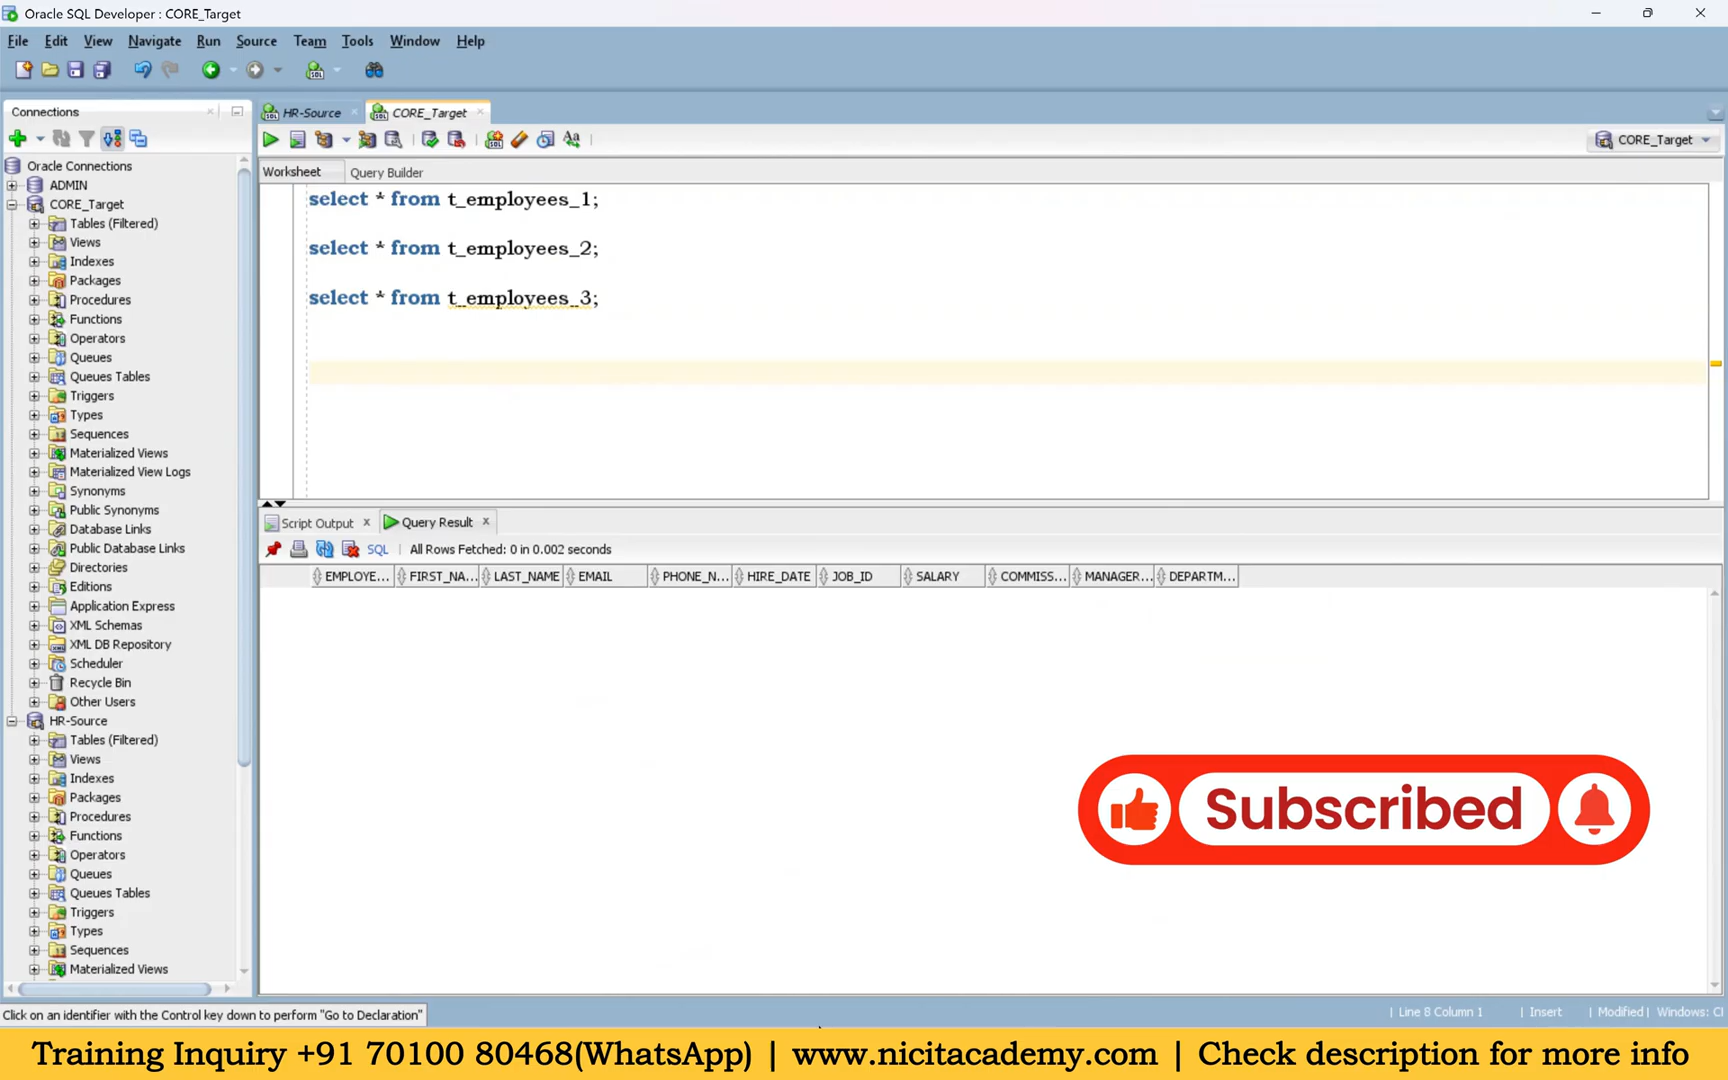 Oracle SQL Developer : CORE_Target
File Edit View Navigate Run Source Team Tools Window Help
Connections
HR-Source
CORE_Target
CORE_Target
Worksheet
Query Builder
Oracle Connections
ADMIN
CORE_Target
Tables (Filtered)
Views
Indexes
Packages
Procedures
Functions
Operators
Queues
Queues Tables
Triggers
Types
Sequences
Materialized Views
Materialized View Logs
Synonyms
Public Synonyms
Database Links
Public Database Links
Directories
Editions
Application Express
XML Schemas
XML DB Repository
Scheduler
Recycle Bin
Other Users
HR-Source
Tables (Filtered)
Views
Indexes
Packages
Procedures
Functions
Operators
Queues
Queues Tables
Triggers
Types
Sequences
Materialized Views
select * from t_employees_1;
select * from t_employees_2;
select * from t_employees_3;
Script Output
Query Result
SQL | All Rows Fetched: 0 in 0.002 seconds
EMPLOYE... FIRST_NA... LAST_NAME EMAIL PHONE_N... HIRE_DATE JOB_ID SALARY COMMISS... MANAGER... DEPARTM...
Subscribed
Click on an identifier with the Control key down to perform "Go to Declaration"
| Line 8 Column 1 | Insert | Modified | Windows: Cl
Training Inquiry +91 70100 80468(WhatsApp) | www.nicitacademy.com | Check description for more info